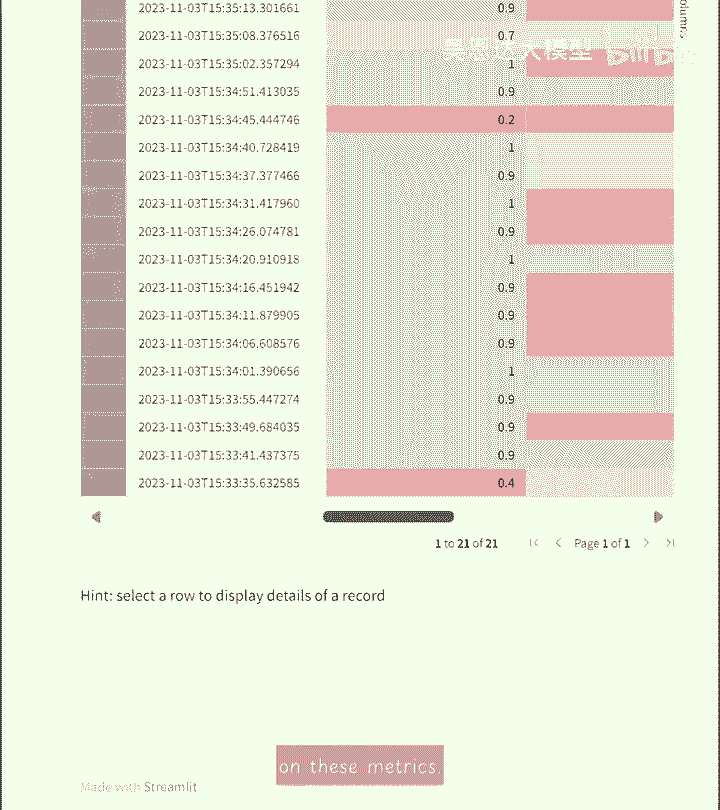 2023-11-03T15:35:13.301661 0.9
2023-11-03T15:35:08.376516 0.7
2023-11-03T15:35:02.357294 1
2023-11-03T15:34:51.413035 0.9
2023-11-03T15:34:45.444746 0.2
2023-11-03T15:34:40.728419 1
2023-11-03T15:34:37.377466 0.9
2023-11-03T15:34:31.417960 1
2023-11-03T15:34:26.074781 0.9
2023-11-03T15:34:20.910918 1
2023-11-03T15:34:16.451942 0.9
2023-11-03T15:34:11.879905 0.9
2023-11-03T15:34:06.608576 0.9
2023-11-03T15:34:01.390656 1
2023-11-03T15:33:55.447274 0.9
2023-11-03T15:33:49.684035 0.9
2023-11-03T15:33:41.437375 0.9
2023-11-03T15:33:35.632585 0.4
1 to 21 of 21 Page 1 of 1
Hint: select a row to display details of a record
on these metrics.
Made with Streamlit